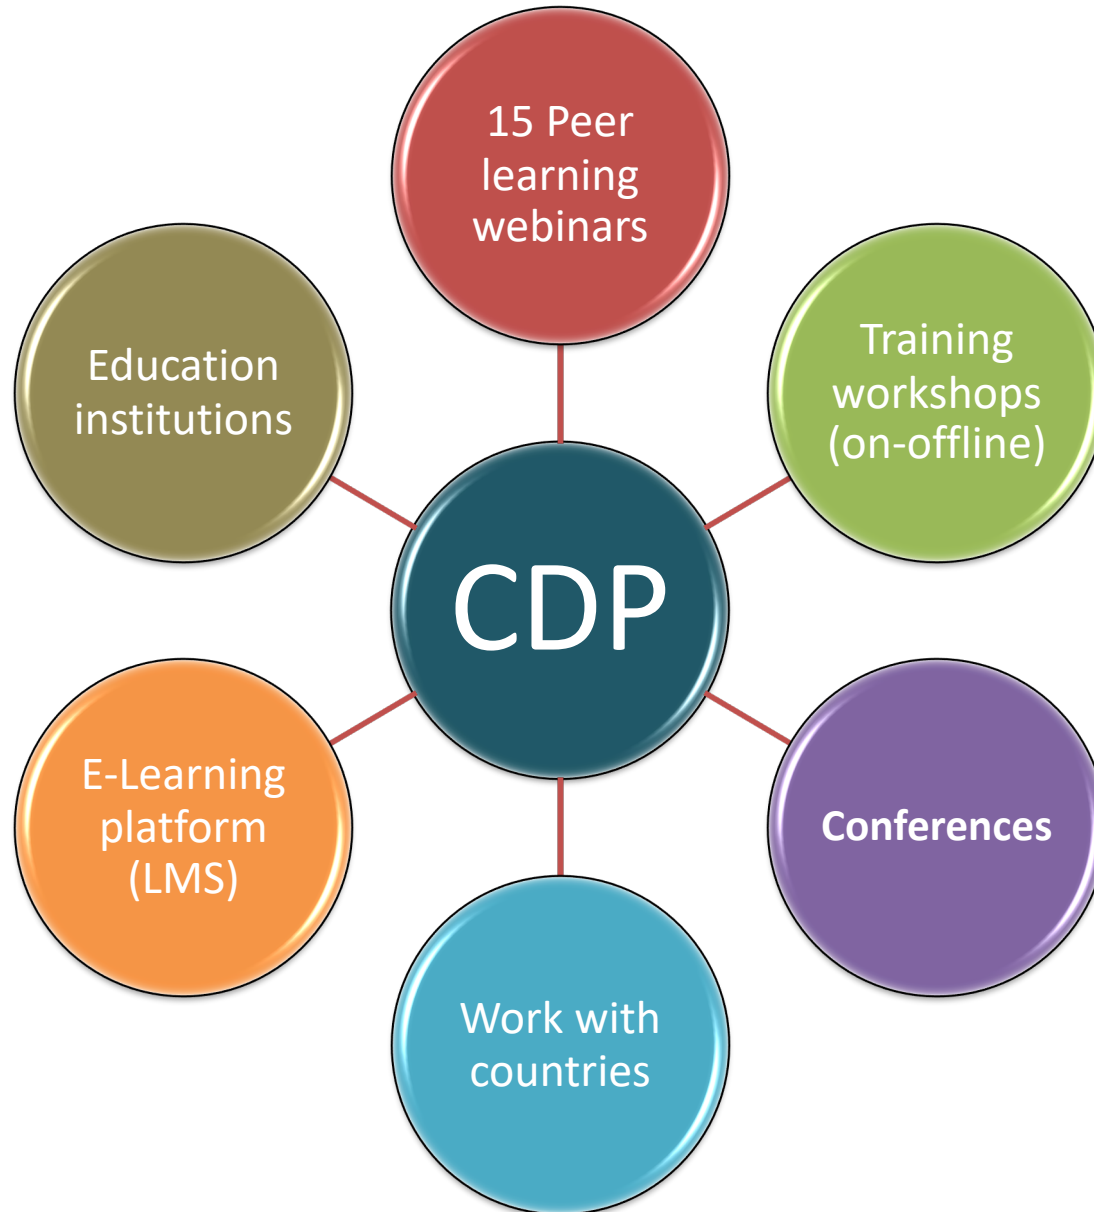 15 Peer
learning
webinars
Education
institutions
Training
workshops
(on-offline)
CDP
E-Learning
platform
(LMS)
Conferences
Work with
countries